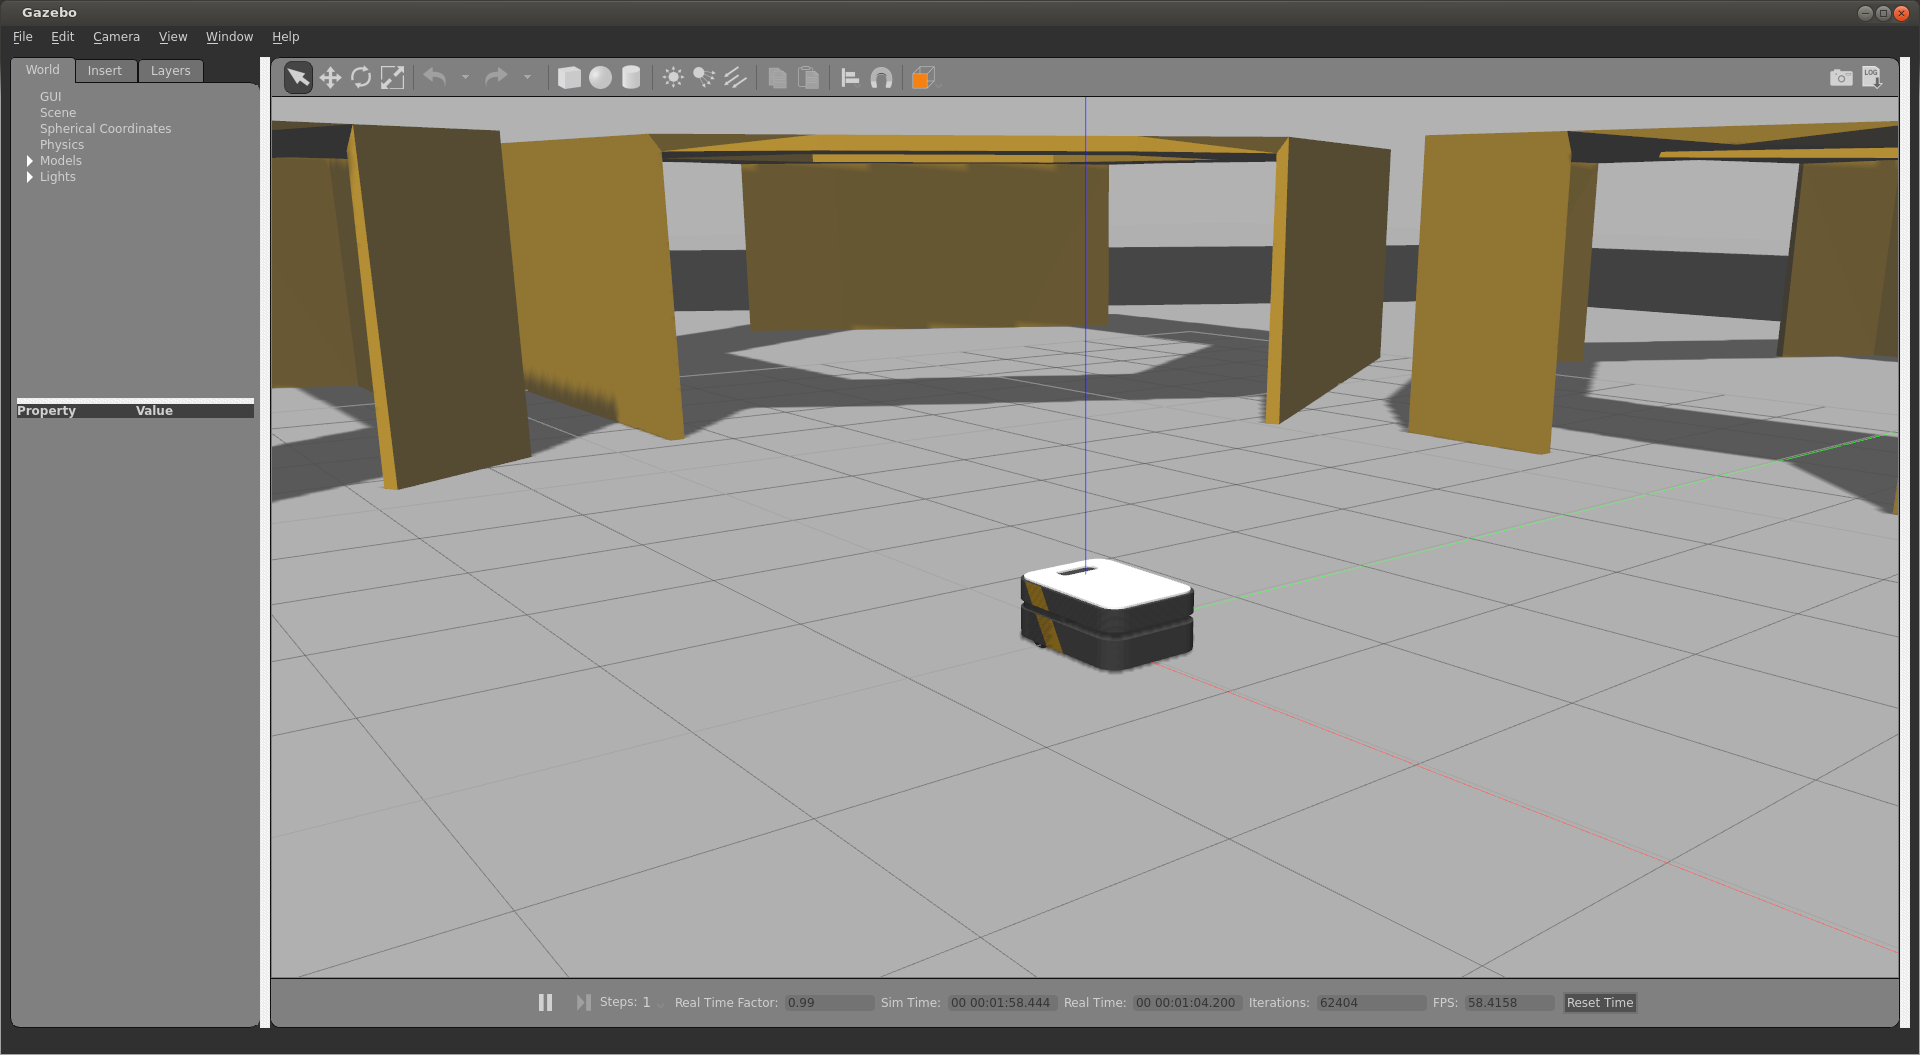 Gazebo
File Edit Camera View Window Help
World Insert Layers
GUI
Scene
Spherical Coordinates
Physics
Models
Lights
Property Value
LOG
Steps: 1 Real Time Factor: 0.99 Sim Time: 00 00:01:58.444 Real Time: 00 00:01:04.200 Iterations: 62404 FPS: 58.4158 Reset Time